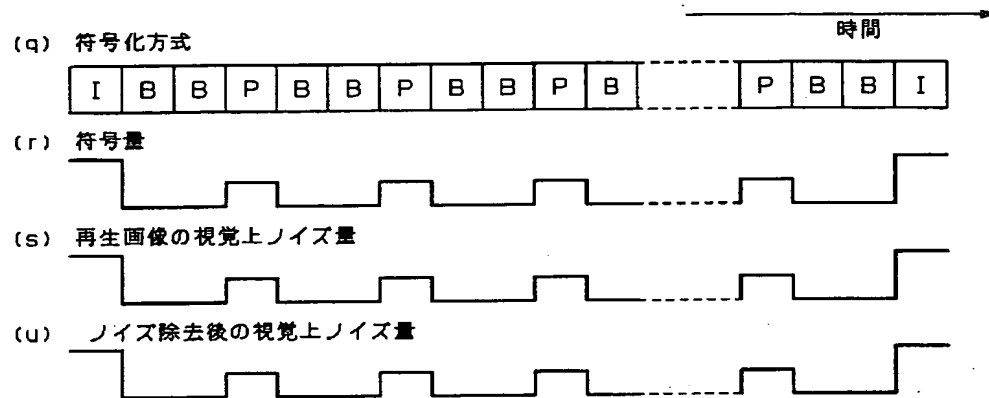 時間
(q) 符号化方式
I B B P B B P B B P B P B B I
(r) 符号量
(s) 再生画像の視覚上ノイズ量
(u) ノイズ除去後の視覚上ノイズ量